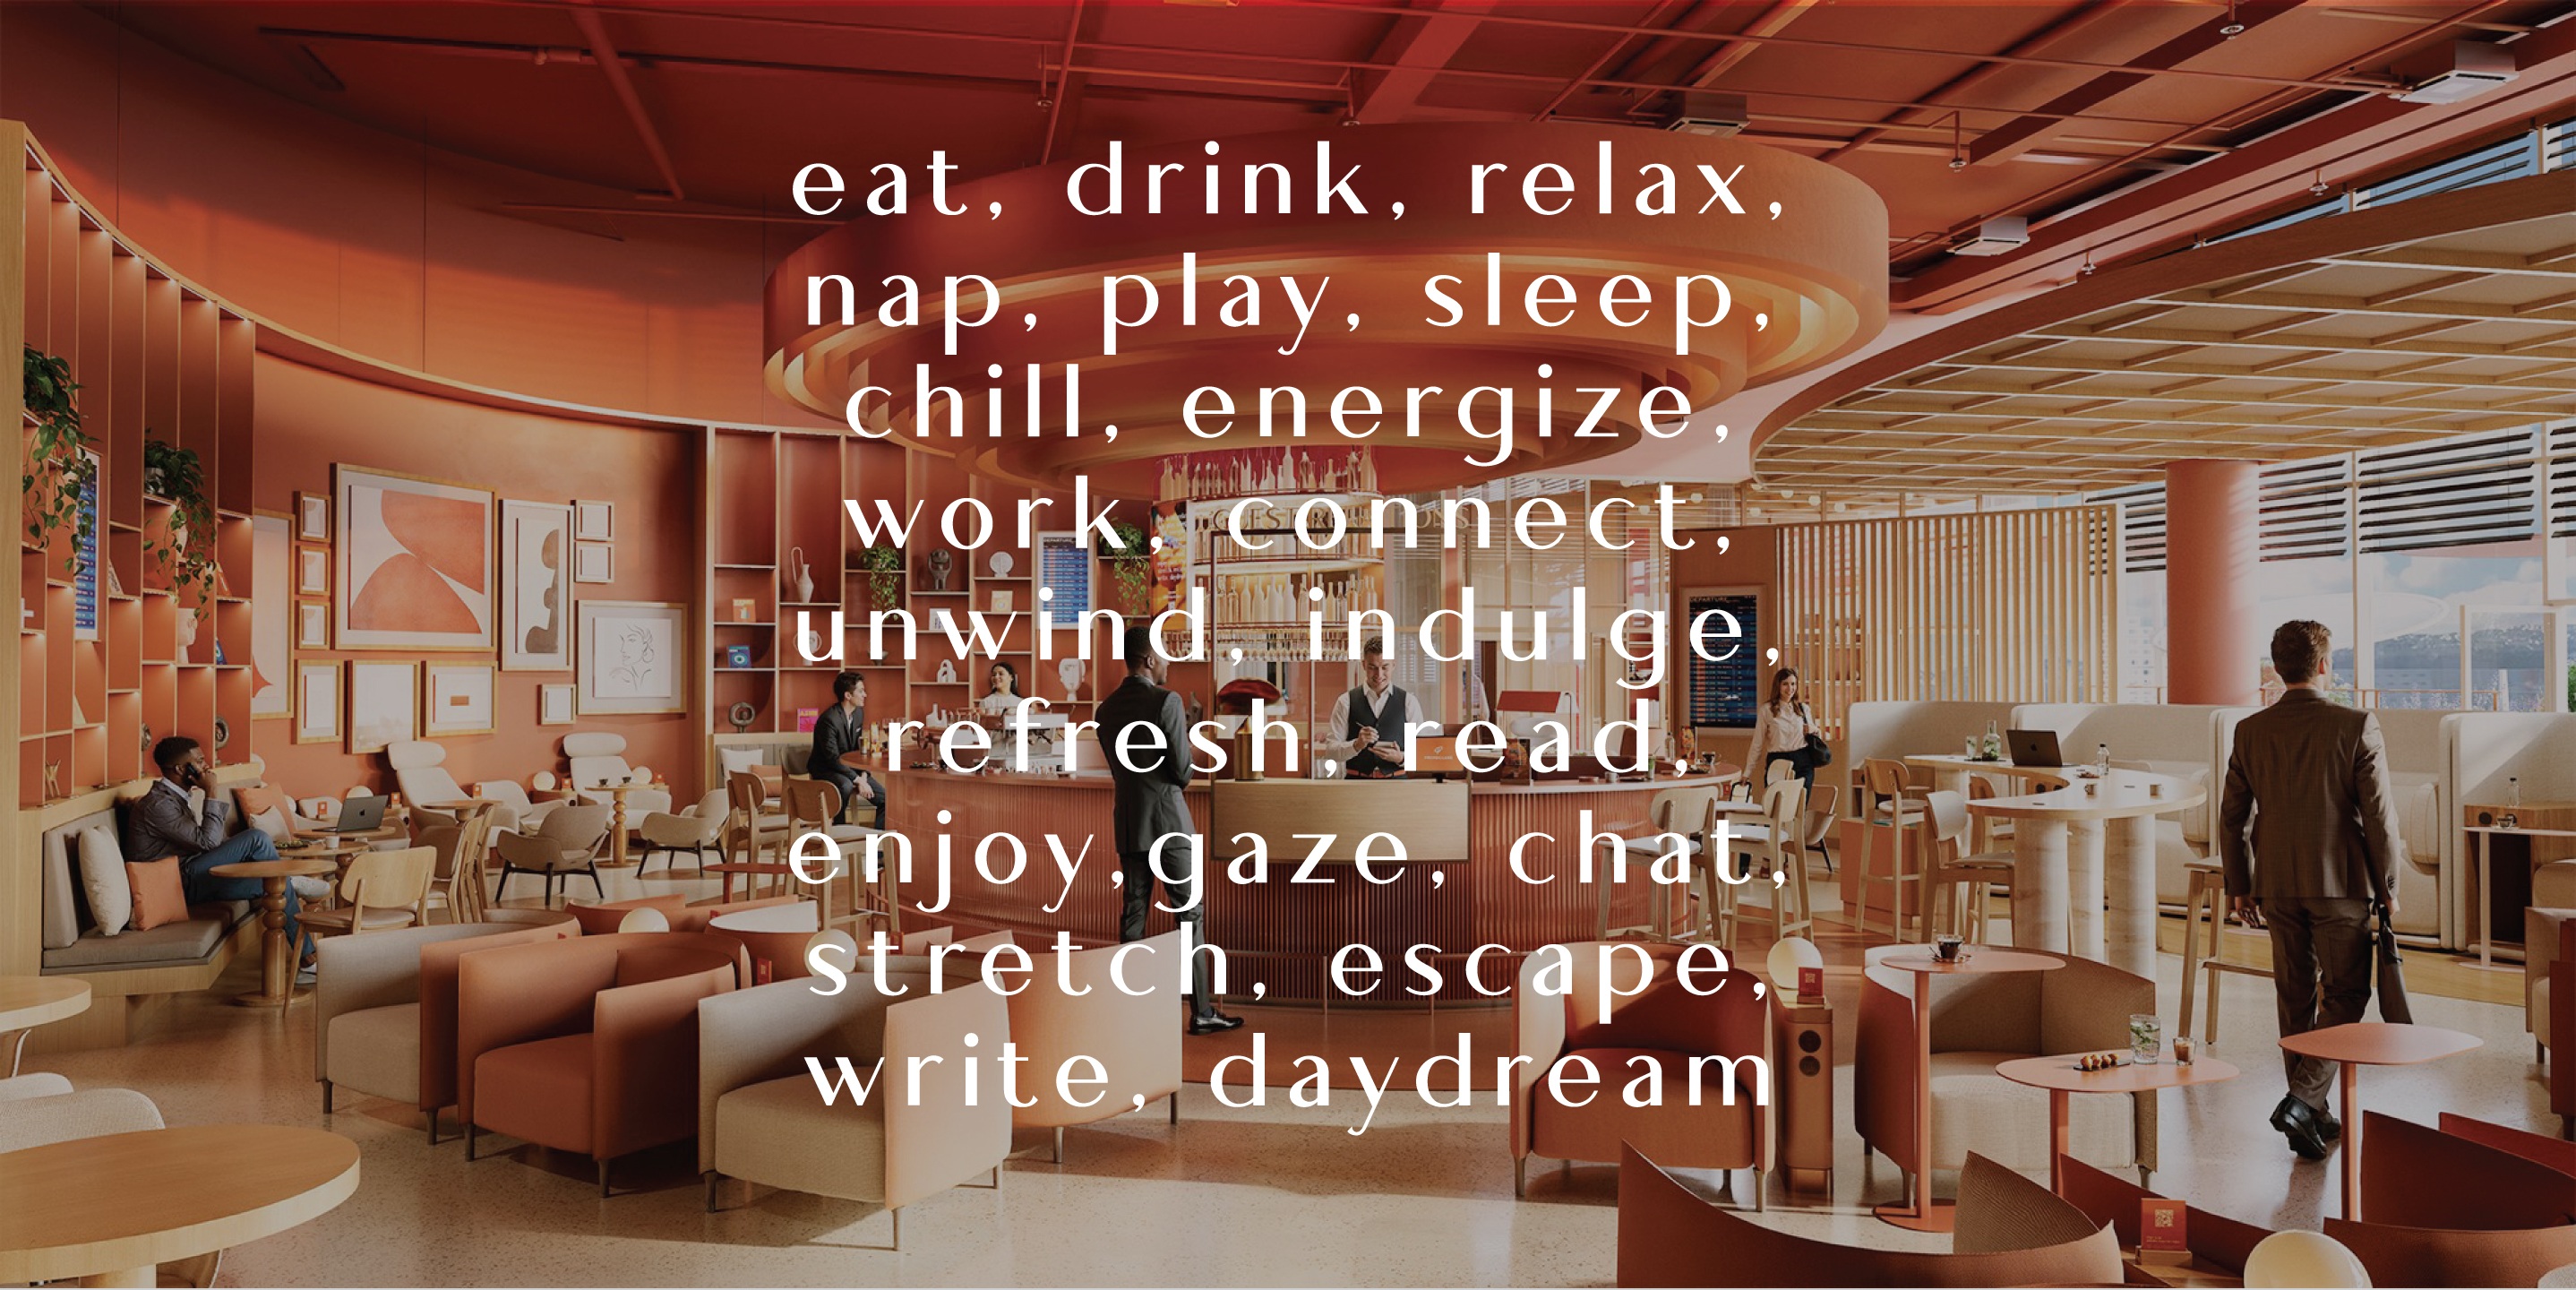 eat, drink, relax,
nap, play, sleep,
chill, energize,
work, connect,
unwind, indulge,
refresh, read,
enjoy,gaze, chat,
stretch, escape,
write, daydream